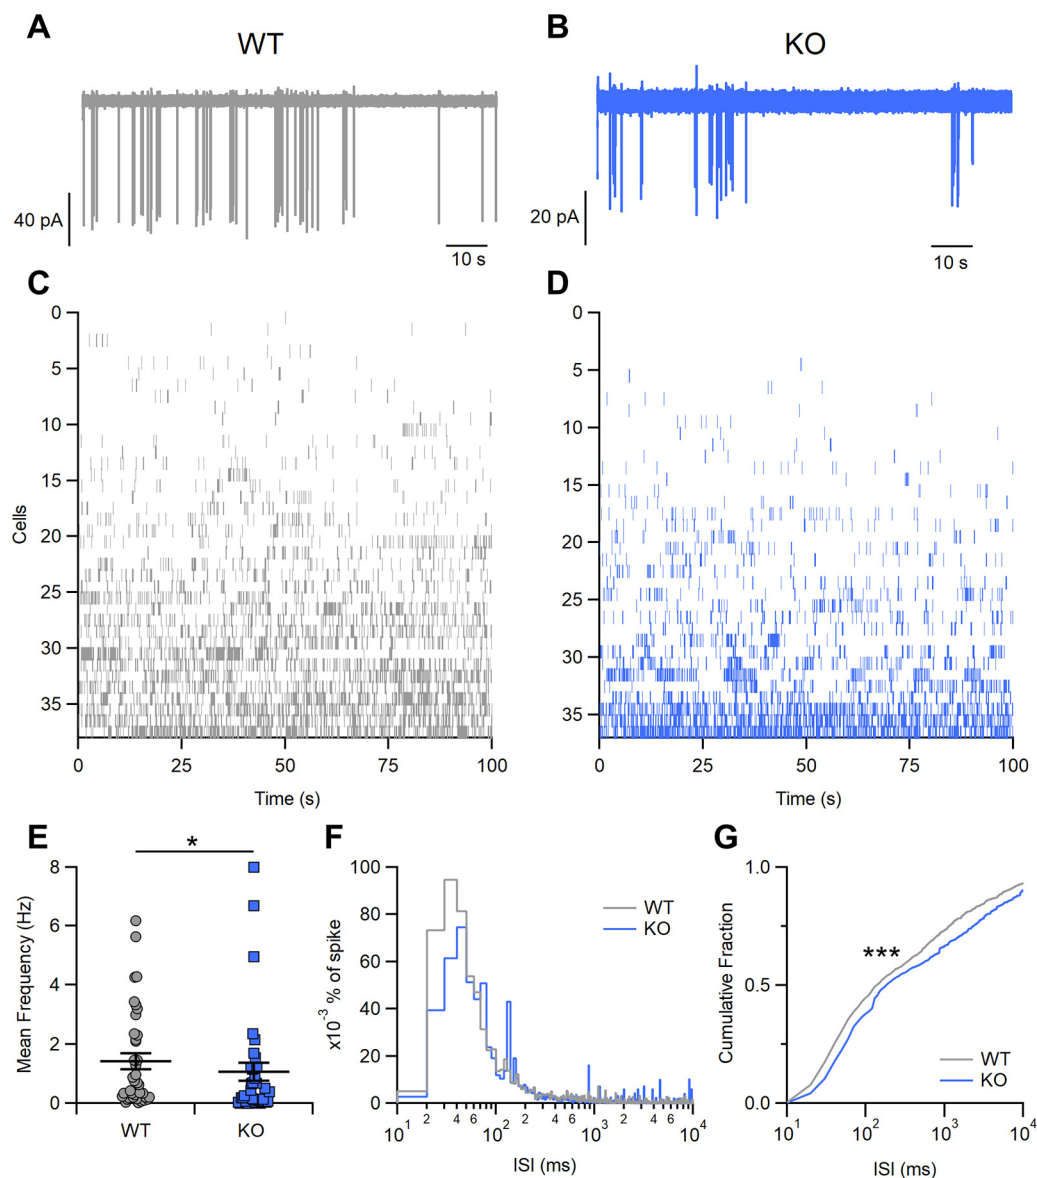 A
WT
40 pA
10 s
B
KO
20 pA
10 s
C
Cells
0
5
10
15
20
25
30
35
0 25 50 75 100
Time (s)
D
0
5
10
15
20
25
30
35
0 25 50 75 100
Time (s)
E
*
Mean Frequency (Hz)
8
6
4
2
0
WT KO
F
x10⁻³ % of spike
100
80
60
40
20
0
WT
KO
10¹ 2 4 6 10² 2 4 6 10³ 2 4 6 10⁴
ISI (ms)
G
Cumulative Fraction
1.0
0.5
0.0
***
WT
KO
10¹ 10² 10³ 10⁴
ISI (ms)